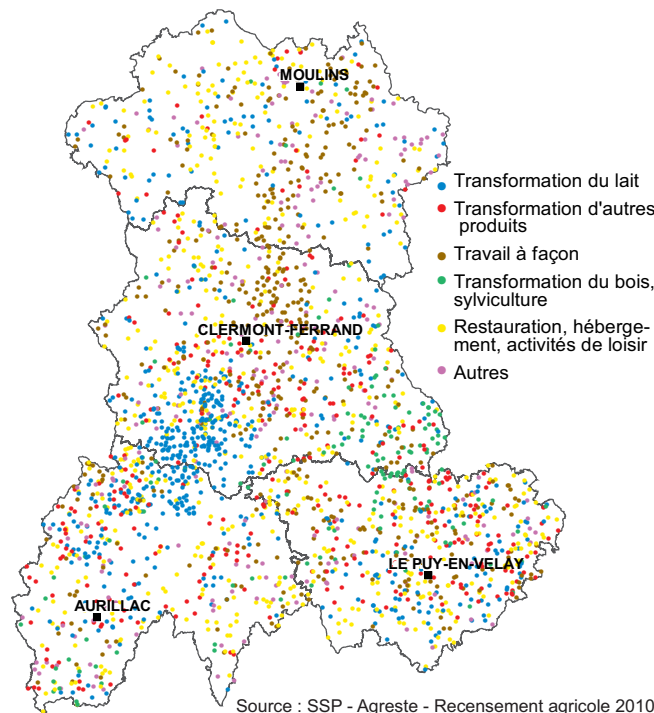 MOULINS
Transformation du lait
Transformation d'autres
produits
Travail à façon
Transformation du bois,
sylviculture
CLERMONT-FERRAND
Restauration, héberge-
ment, activités de loisir
Autres
LE PUY-EN-VELAY
AURILLAC
Source : SSP - Agreste - Recensement agricole 2010